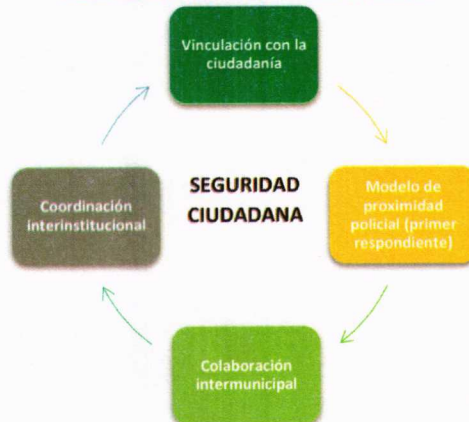 Vinculación con la
ciudadanía
SEGURIDAD
CIUDADANA
Modelo de
proximidad
policial (primer
respondiente)
Colaboración
intermunicipal
Coordinación
interinstitucional